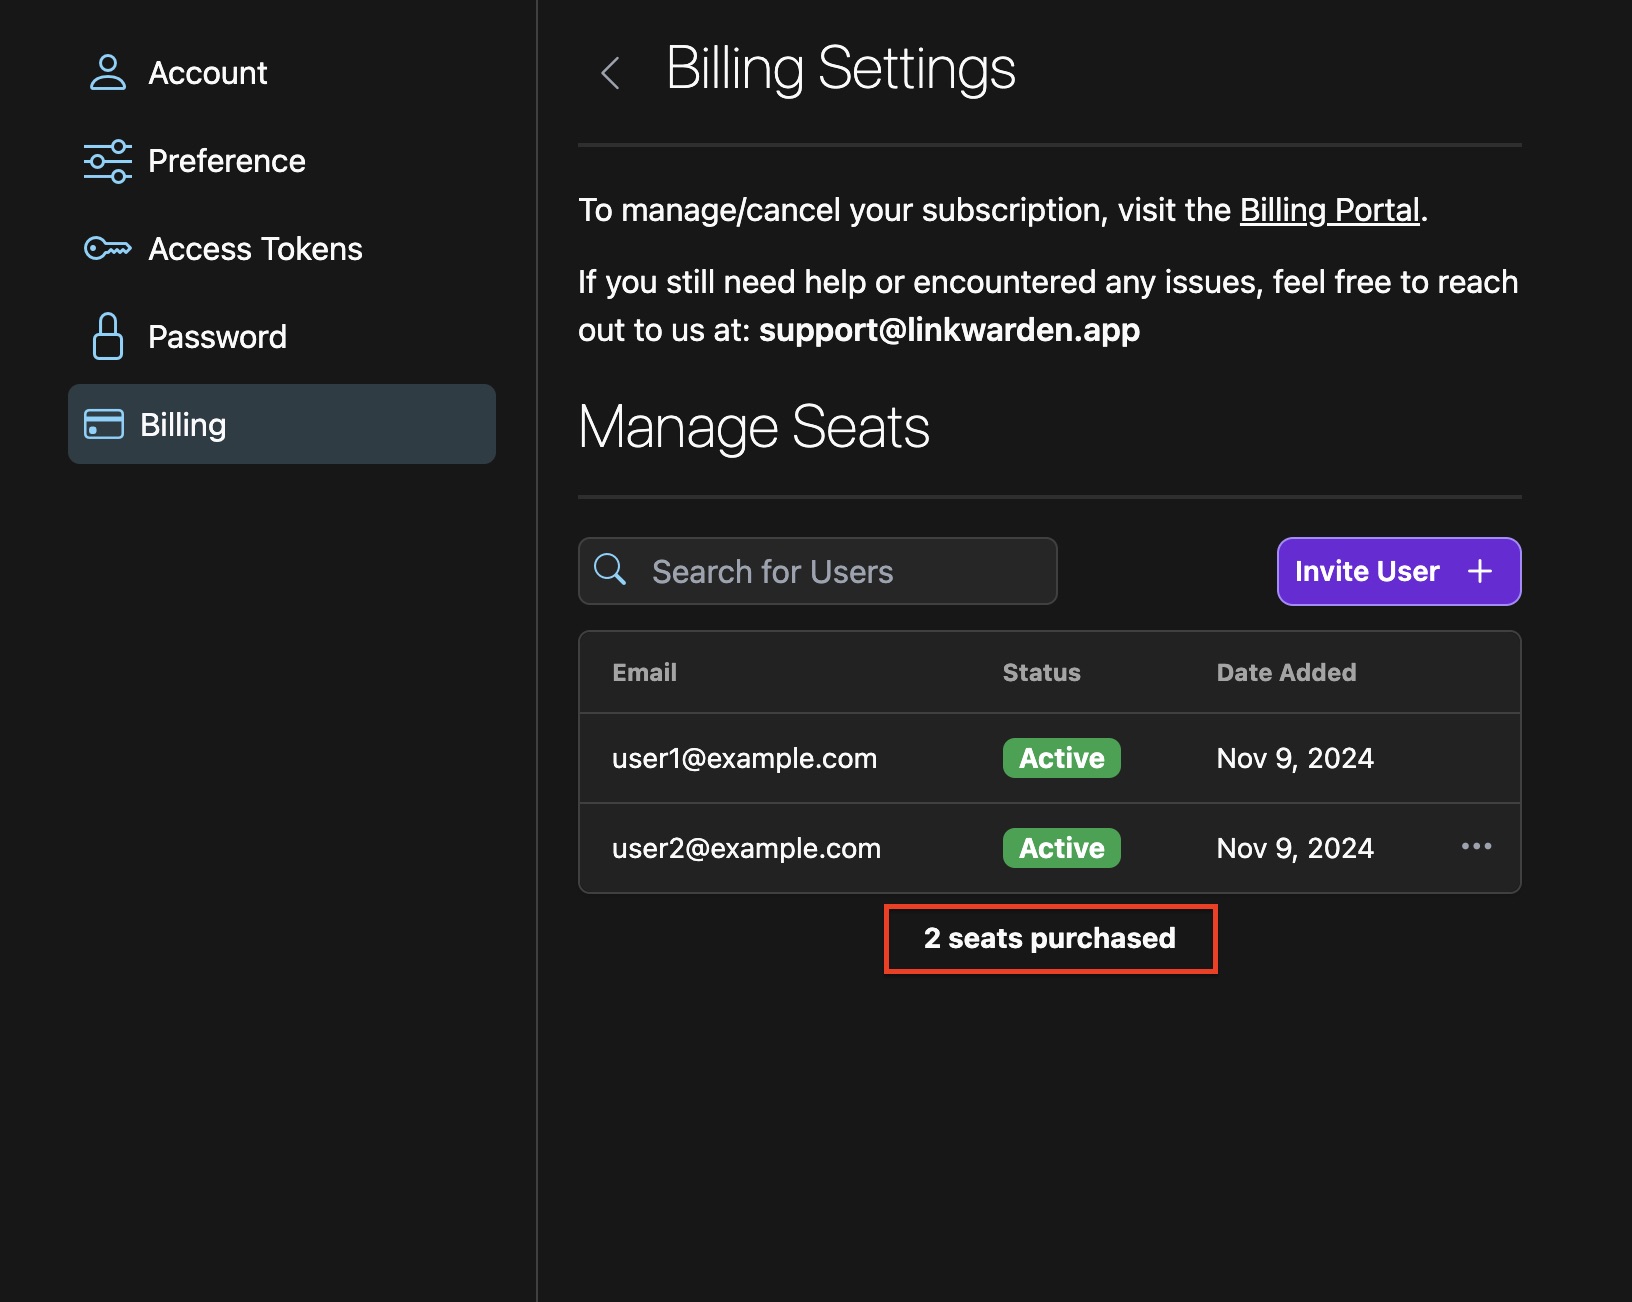 Account
Preference
Access Tokens
Password
Billing
Billing Settings
To manage/cancel your subscription, visit the Billing Portal.
If you still need help or encountered any issues, feel free to reach
out to us at: support@linkwarden.app
Manage Seats
Search for Users
Invite User +
Email Status Date Added
user1@example.com Active Nov 9, 2024
user2@example.com Active Nov 9, 2024
2 seats purchased